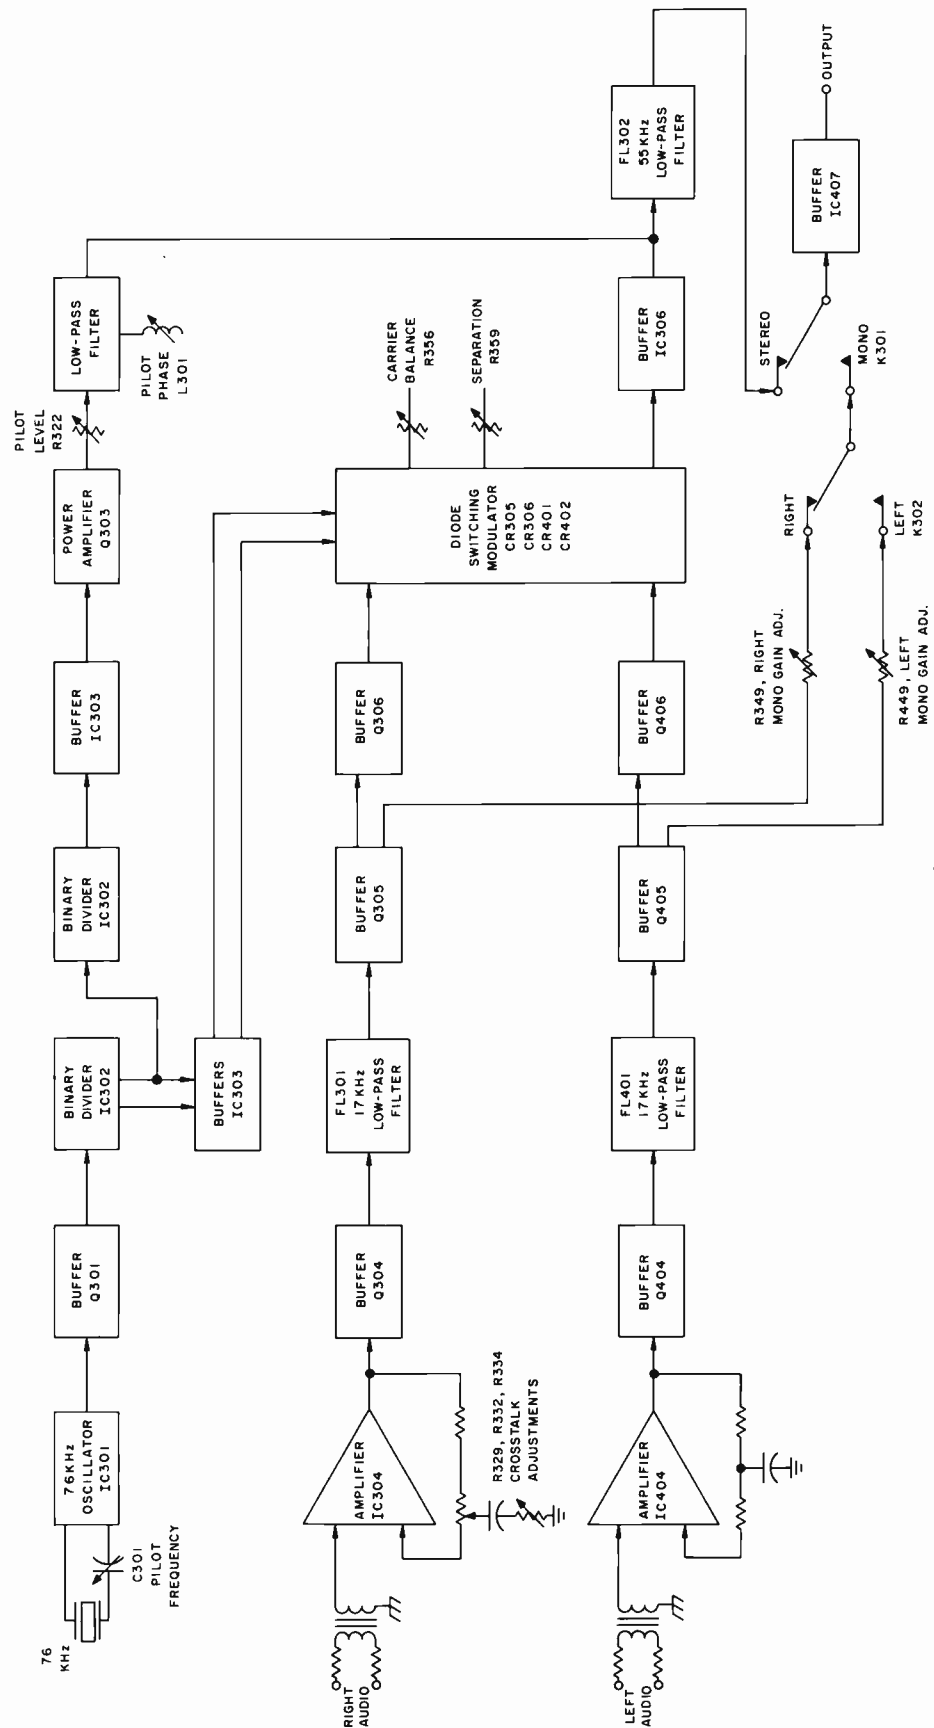 76
KHz
C301
PILOT
FREQUENCY
76KHz
OSCILLATOR
IC301
BUFFER
Q301
BINARY
DIVIDER
IC302
BINARY
DIVIDER
IC302
BUFFER
IC303
POWER
AMPLIFIER
Q303
PILOT
LEVEL
R322
LOW-PASS
FILTER
PILOT
PHASE
L301
BUFFERS
IC303
RIGHT
AUDIO
AMPLIFIER
IC304
R329, R332, R334
CROSSTALK
ADJUSTMENTS
BUFFER
Q304
FL301
17KHz
LOW-PASS
FILTER
BUFFER
Q305
BUFFER
Q306
DIODE
SWITCHING
MODULATOR
CR305
CR306
CR401
CR402
CARRIER
BALANCE
R356
SEPARATION
R359
LEFT
AUDIO
AMPLIFIER
IC404
BUFFER
Q404
FL401
17KHz
LOW-PASS
FILTER
BUFFER
Q405
BUFFER
Q406
BUFFER
IC306
FL302
55KHz
LOW-PASS
FILTER
R349, RIGHT
MONO GAIN ADJ.
R449, LEFT
MONO GAIN ADJ.
RIGHT
LEFT
K302
STEREO
MONO
K301
BUFFER
IC407
OUTPUT